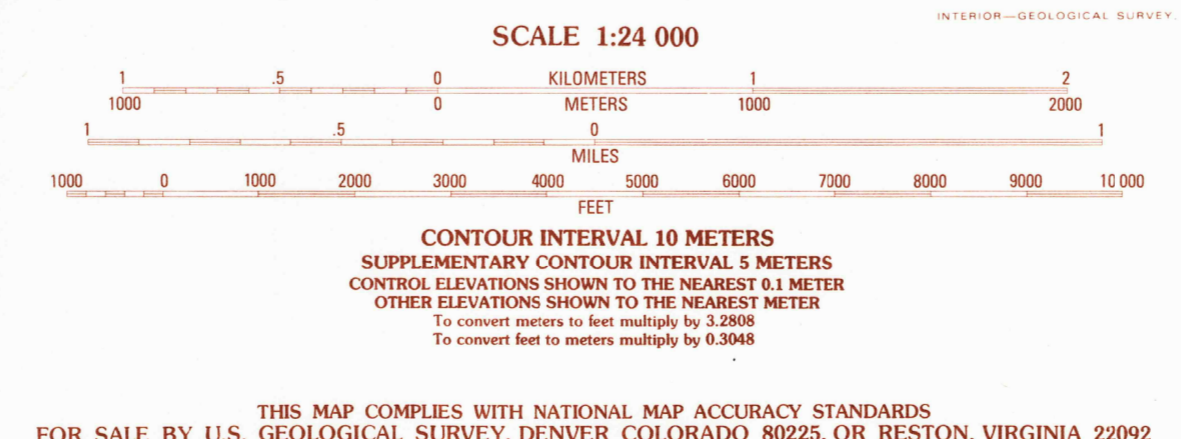 INTERIOR—GEOLOGICAL SURVEY,
SCALE 1:24 000
1 .5 0 KILOMETERS 1 2
1000 0 METERS 1000 2000
1 .5 0 1
MILES
1000 0 1000 2000 3000 4000 5000 6000 7000 8000 9000 10 000
FEET
CONTOUR INTERVAL 10 METERS
SUPPLEMENTARY CONTOUR INTERVAL 5 METERS
CONTROL ELEVATIONS SHOWN TO THE NEAREST 0.1 METER
OTHER ELEVATIONS SHOWN TO THE NEAREST METER
To convert meters to feet multiply by 3.2808
To convert feet to meters multiply by 0.3048
THIS MAP COMPLIES WITH NATIONAL MAP ACCURACY STANDARDS
FOR SALE BY U.S. GEOLOGICAL SURVEY, DENVER COLORADO 80225, OR RESTON, VIRGINIA 22092